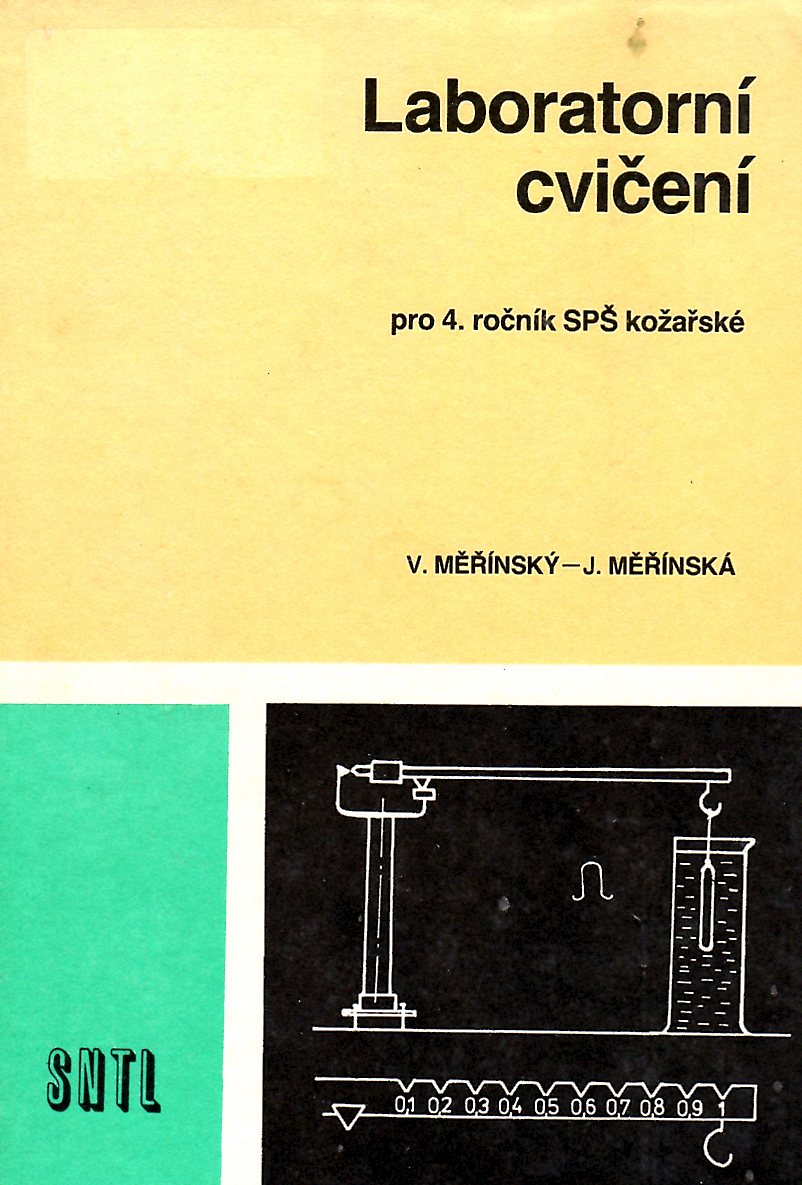 Laboratorní
cvičení
pro 4. ročník SPŠ kožařské
V. MĚŘÍNSKÝ—J. MĚŘÍNSKÁ
SNTL
0,1 0,2 0,3 0,4 0,5 0,6 0,7 0,8 0,9 1